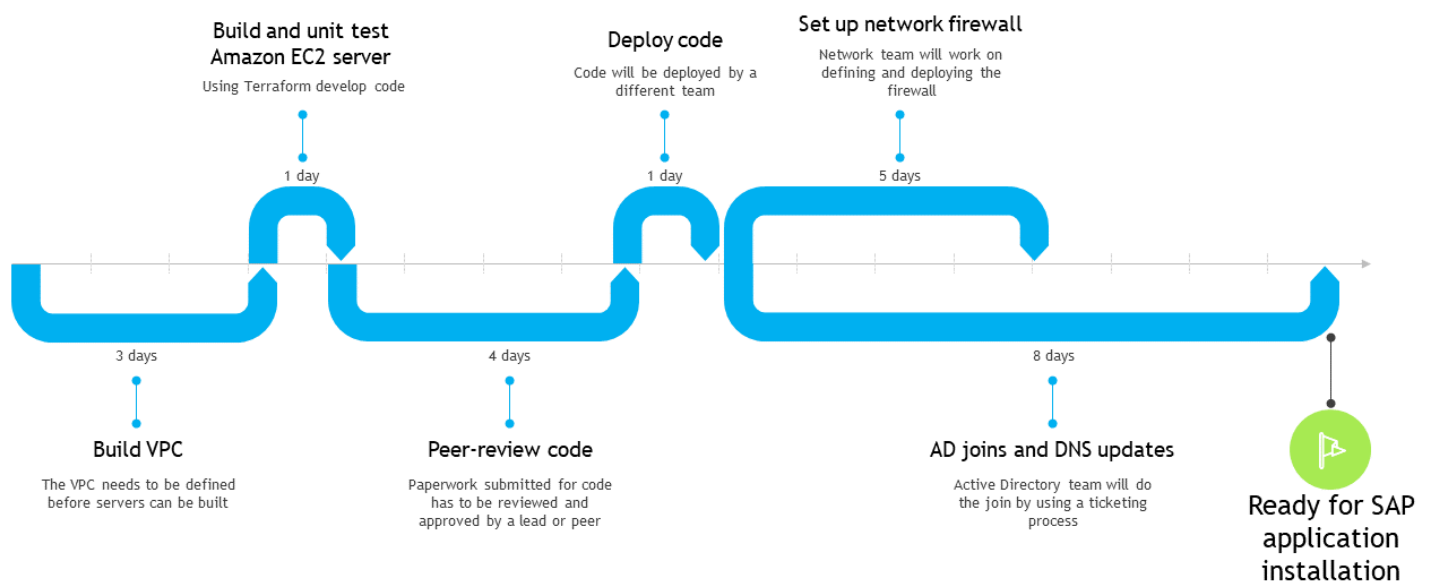 Build and unit test
Amazon EC2 server
Using Terraform develop code
1 day
Deploy code
Code will be deployed by a
different team
1 day
Set up network firewall
Network team will work on
defining and deploying the
firewall
5 days
3 days
Build VPC
The VPC needs to be defined
before servers can be built
4 days
Peer-review code
Paperwork submitted for code
has to be reviewed and
approved by a lead or peer
8 days
AD joins and DNS updates
Active Directory team will do
the join by using a ticketing
process
Ready for SAP
application
installation